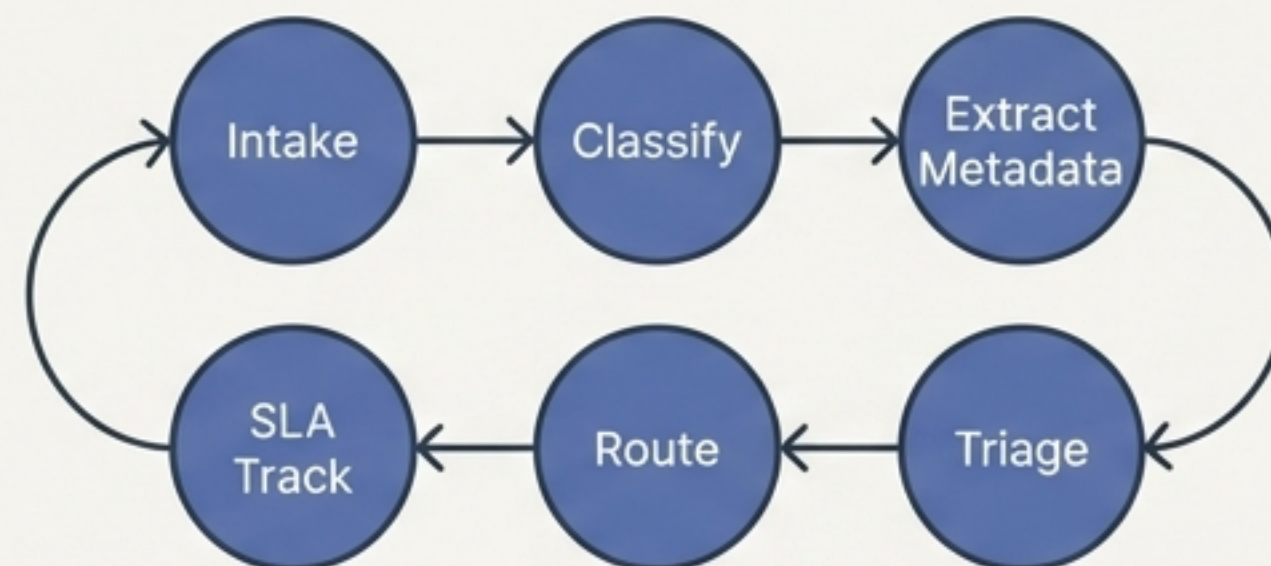 Intake
Classify
Extract
Metadata
SLA
Track
Route
Triage